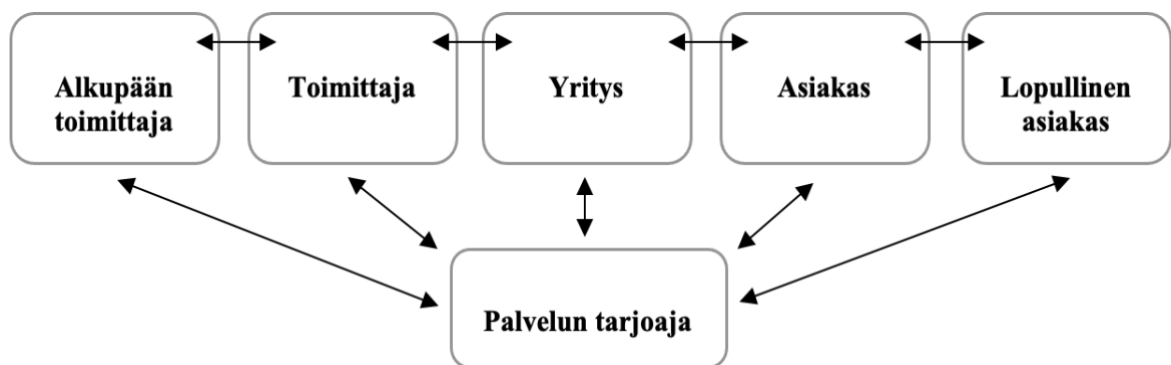 Alkupään
toimittaja
Toimittaja
Yritys
Asiakas
Lopullinen
asiakas
Palvelun tarjoaja